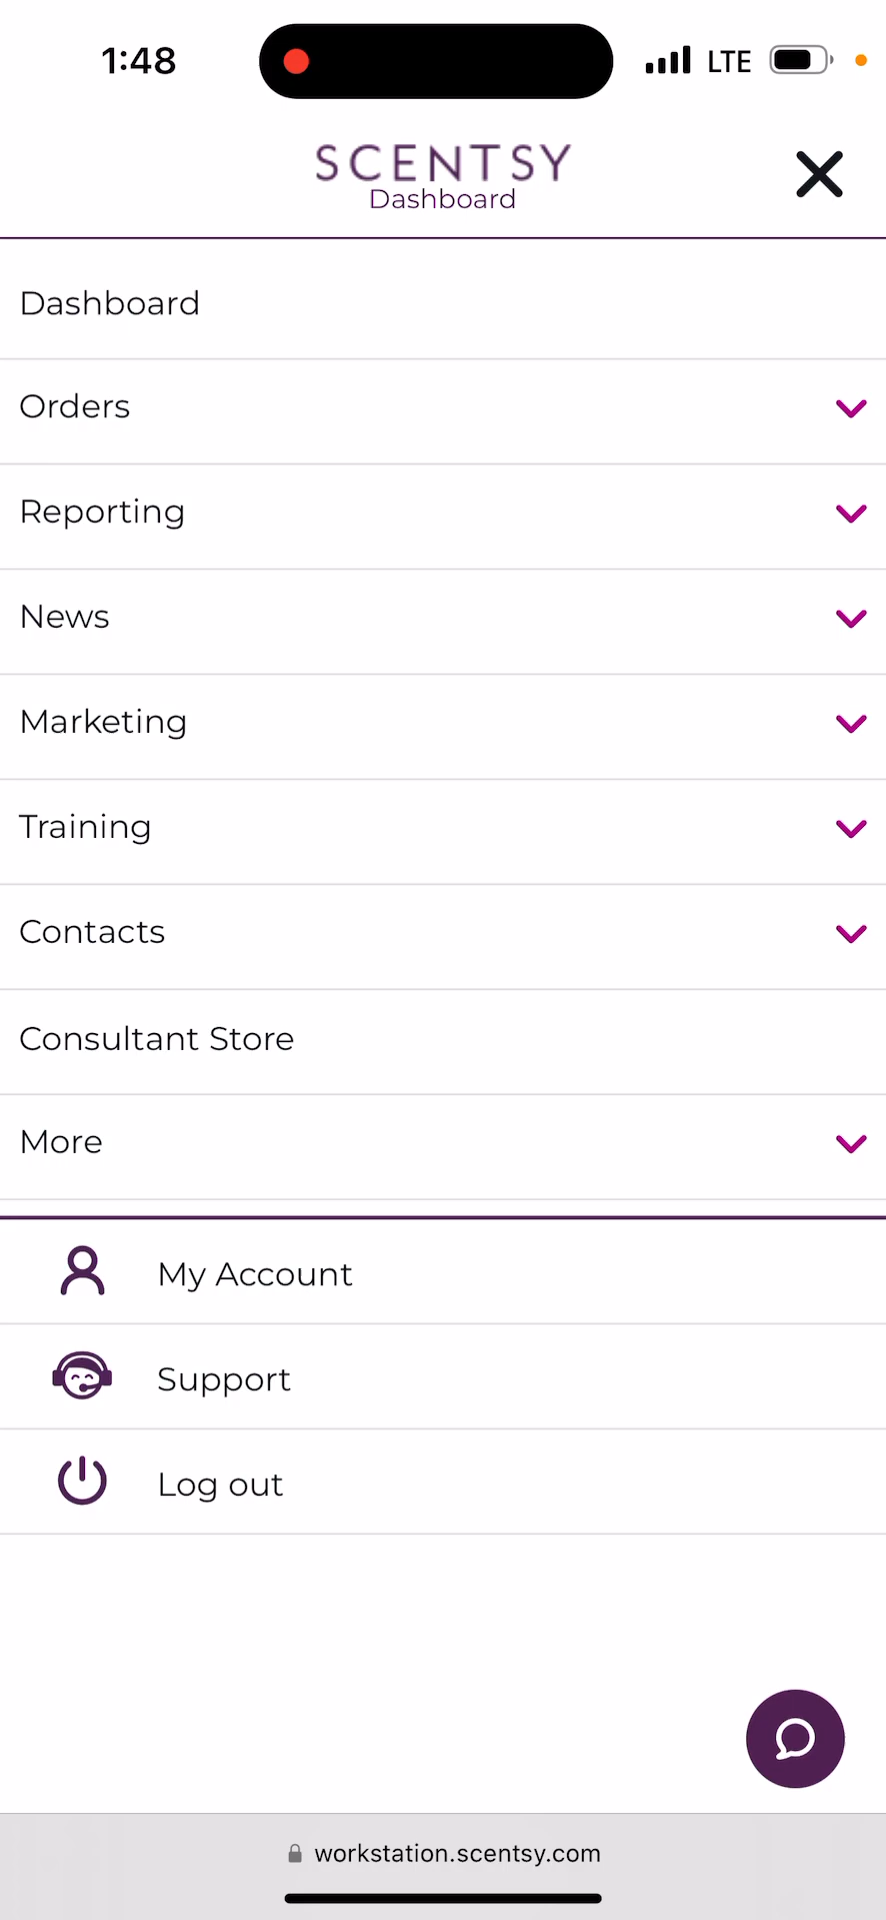 1:48
LTE
SCENTSY
Dashboard
Dashboard
Orders
Reporting
News
Marketing
Training
Contacts
Consultant Store
More
My Account
Support
Log out
workstation.scentsy.com